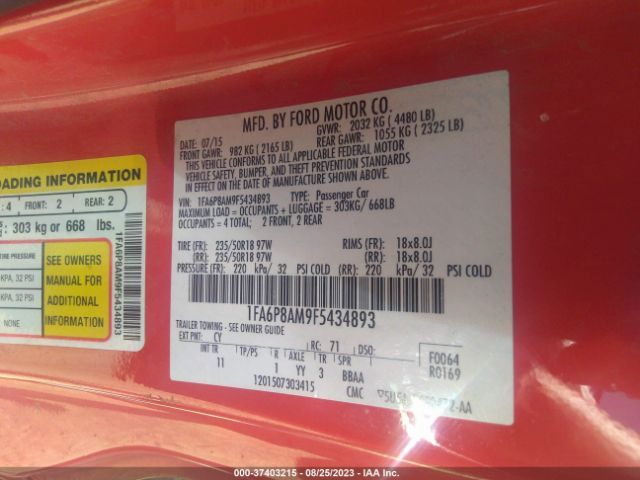 MFD. BY FORD MOTOR CO.
DATE: 07/15 GVWR: 2032 KG ( 4480 LB)
FRONT GAWR: 982 KG ( 2165 LB) REAR GAWR: 1055 KG ( 2325 LB)
THIS VEHICLE CONFORMS TO ALL APPLICABLE FEDERAL MOTOR
VEHICLE SAFETY, BUMPER, AND THEFT PREVENTION STANDARDS
IN EFFECT ON THE DATE OF MANUFACTURE SHOWN ABOVE.
VIN: 1FA6P8AM9F5434893 TYPE: Passenger Car
MAXIMUM LOAD = OCCUPANTS + LUGGAGE = 303KG/ 668LB
OCCUPANTS = 4 TOTAL; 2 FRONT, 2 REAR
TIRE (FR): 235/50R18 97W RIMS (FR): 18x8.0J
(RR): 235/50R18 97W (RR): 18x8.0J
PRESSURE (FR): 220 kPa/ 32 PSI COLD (RR): 220 kPa/ 32 PSI COLD
1FA6P8AM9F5434893
TRAILER TOWING - SEE OWNER GUIDE
EXT PNT: CY RC: 71 DSO: F0064
INT TR TP/PS R AXLE TR SPR R0169
11 1 YY 3 BBAA
1201507303415 CMC
OADING INFORMATION
: 4 FRONT: 2 REAR: 2
303 kg or 668 lbs.
TIRE PRESSURE
KPA, 32 PSI
KPA, 32 PSI
NONE
SEE OWNERS
MANUAL FOR
ADDITIONAL
INFORMATION
1FA6P8AM9F5434893
000-37403215 - 08/25/2023 - IAA Inc.